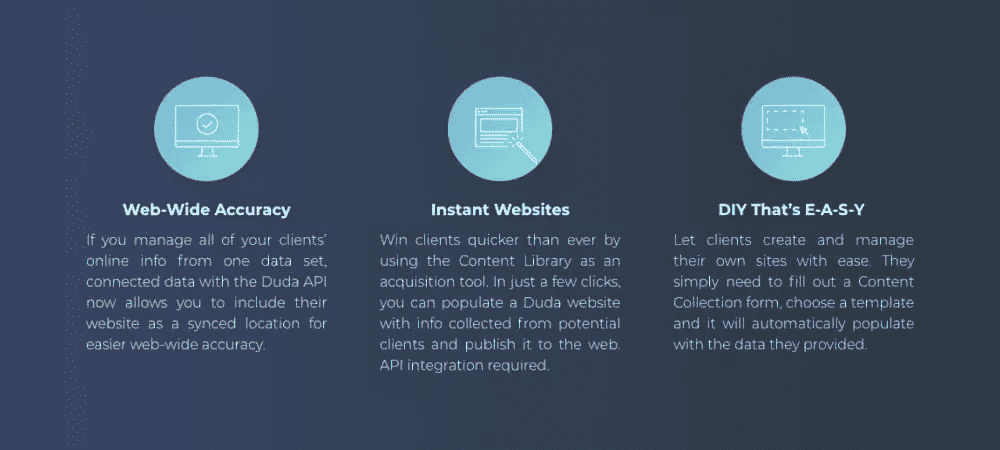 Web-Wide Accuracy
If you manage all of your clients'
online info from one data set,
connected data with the Duda API
now allows you to include their
website as a synced location for
easier web-wide accuracy.
Instant Websites
Win clients quicker than ever by
using the Content Library as an
acquisition tool. In just a few clicks,
you can populate a Duda website
with info collected from potential
clients and publish it to the web.
API integration required.
DIY That's E-A-S-Y
Let clients create and manage
their own sites with ease. They
simply need to fill out a Content
Collection form, choose a template
and it will automatically populate
with the data they provided.